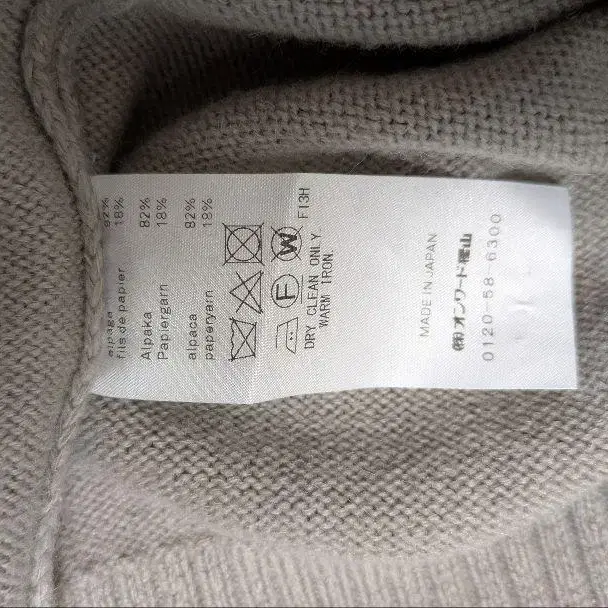 alpaga 82%
fils de papier 18%
Alpaka 82%
Papiergarn 18%
alpaca 82%
paperyarn 18%
W
F
F13H
DRY CLEAN ONLY.
WARM IRON.
MADE IN JAPAN
㈱オンワード樫山
0120-58-6300